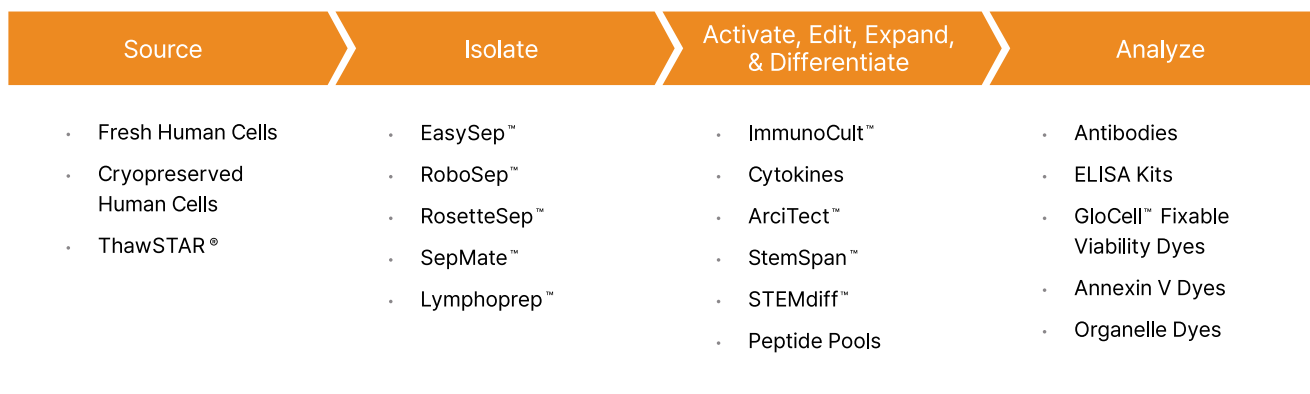 Source
Isolate
Activate, Edit, Expand,
& Differentiate
Analyze
· Fresh Human Cells
· Cryopreserved
Human Cells
· ThawSTAR®
· EasySep™
· RoboSep™
· RosetteSep™
· SepMate™
· Lymphoprep™
· ImmunoCult™
· Cytokines
· ArciTect™
· StemSpan™
· STEMdiff™
· Peptide Pools
· Antibodies
· ELISA Kits
· GloCell™ Fixable
Viability Dyes
· Annexin V Dyes
· Organelle Dyes